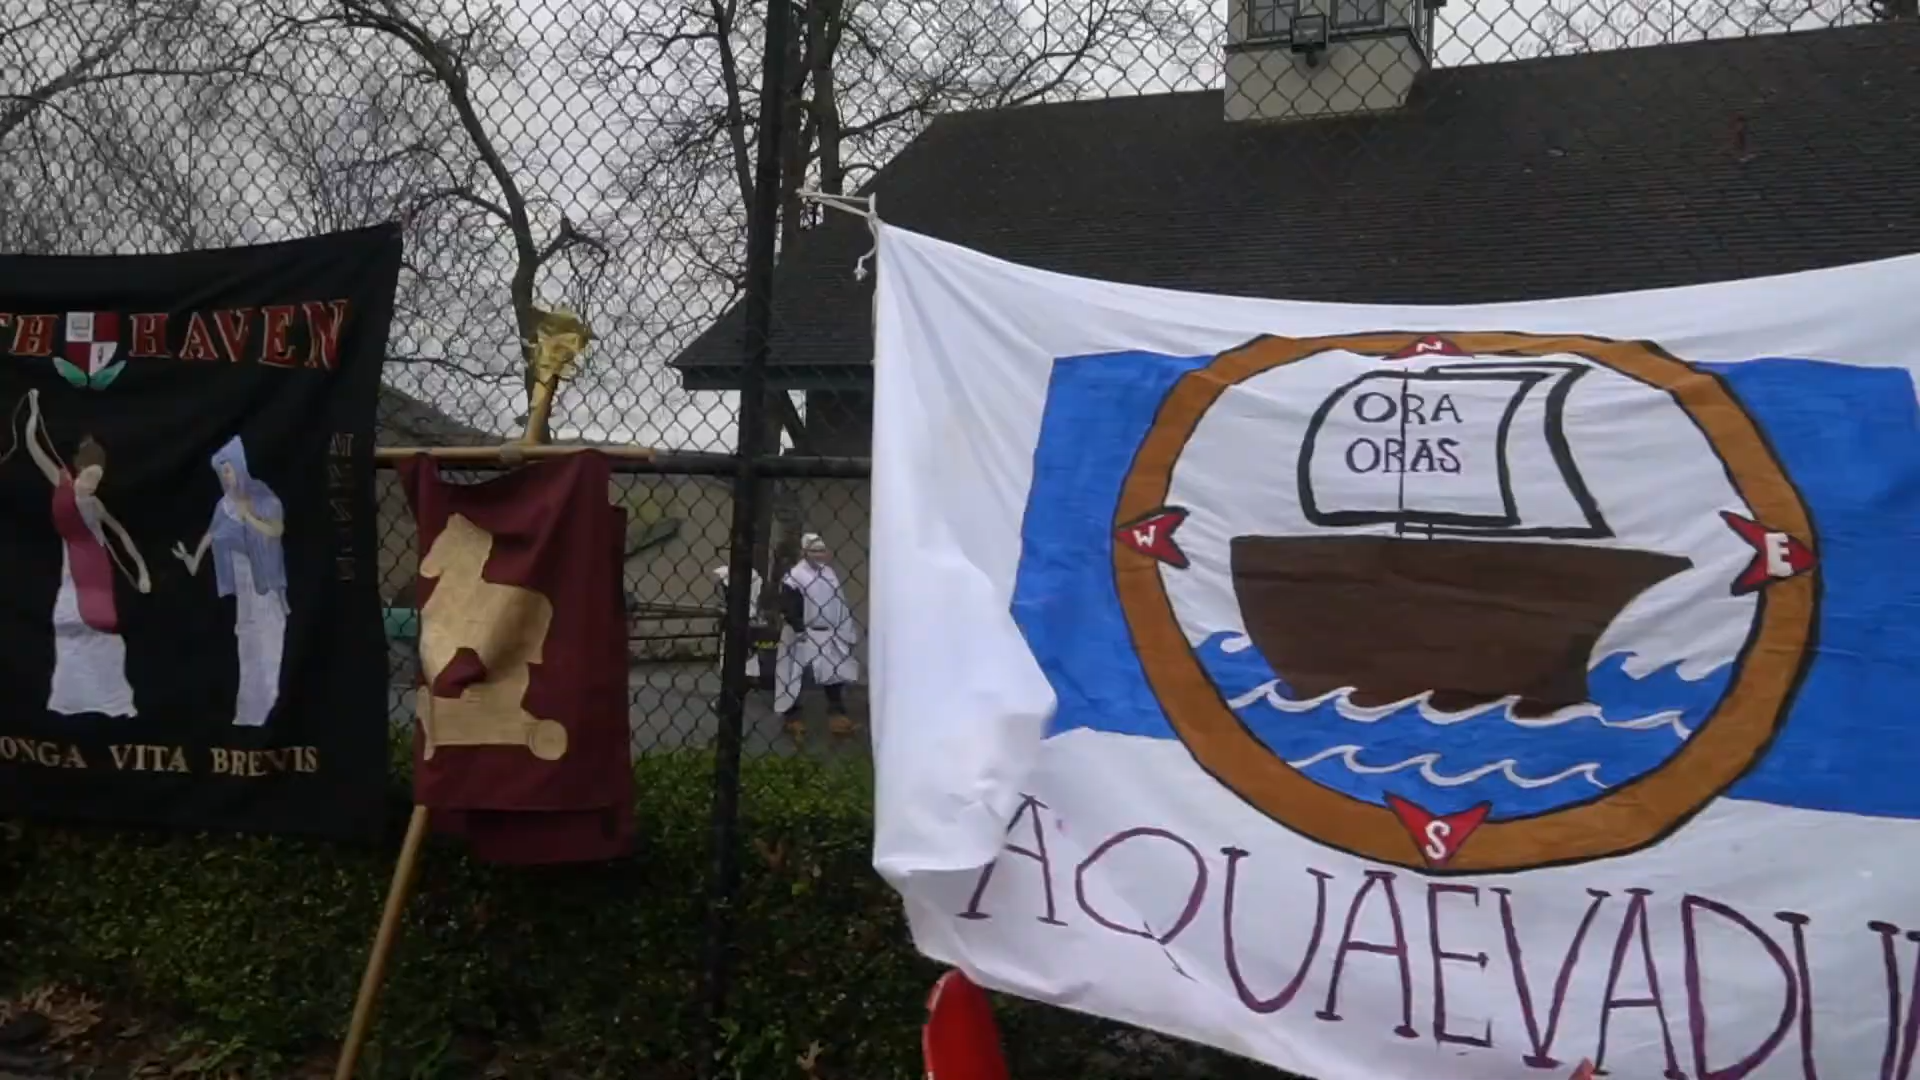 TH HAVEN
ONGA VITA BREVIS
N
ORA
ORAS
W
E
S
AQUAEVADU